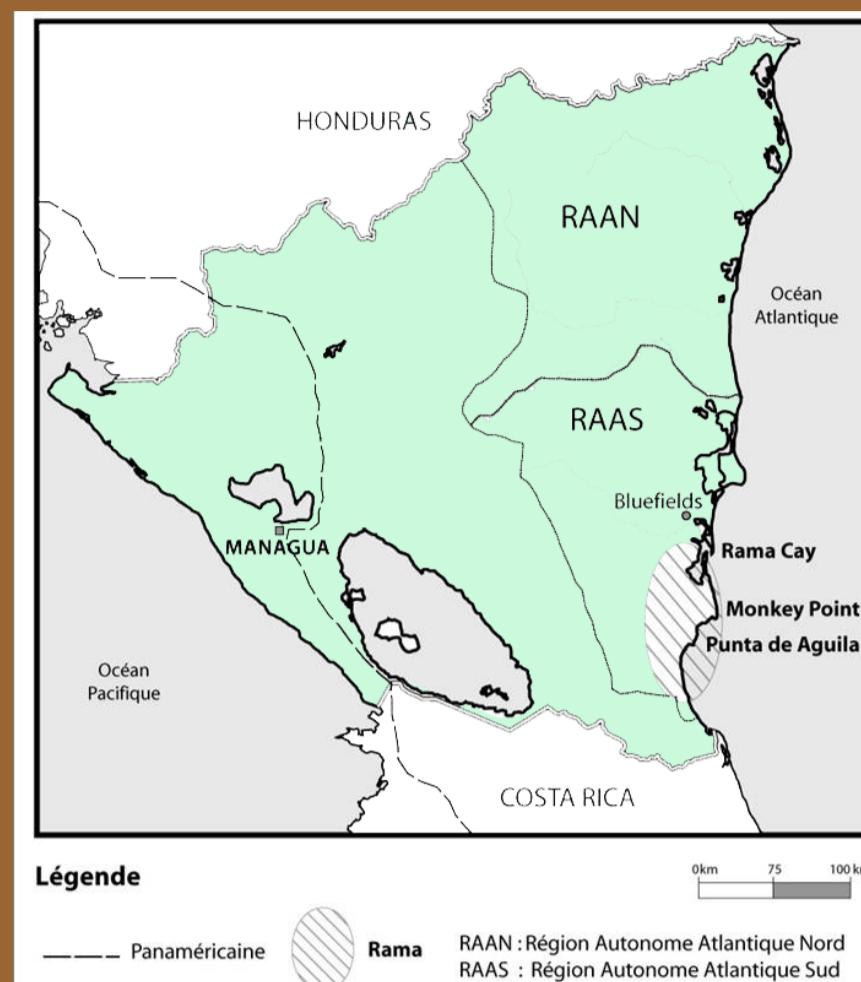 HONDURAS
RAAN
Océan
Atlantique
RAAS
Bluefields
MANAGUA
Rama Cay
Monkey Point
Punta de Aguila
Océan
Pacifique
COSTA RICA
Légende
0km 75 100 km
Panaméricaine
Rama
RAAN : Région Autonome Atlantique Nord
RAAS : Région Autonome Atlantique Sud